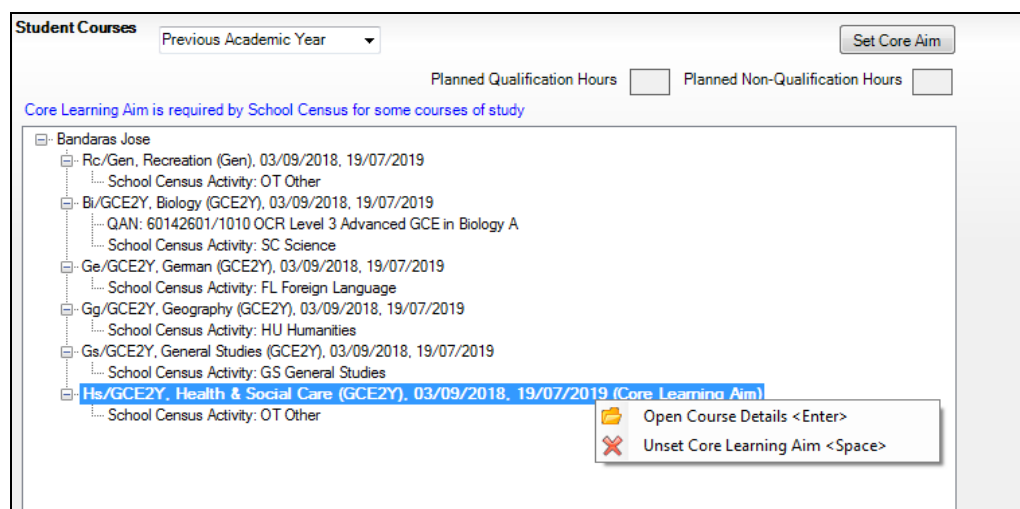 Student Courses
Previous Academic Year
Set Core Aim
Planned Qualification Hours
Planned Non-Qualification Hours
Core Learning Aim is required by School Census for some courses of study
Bandaras Jose
Rc/Gen, Recreation (Gen), 03/09/2018, 19/07/2019
School Census Activity: OT Other
Bi/GCE2Y, Biology (GCE2Y), 03/09/2018, 19/07/2019
QAN: 60142601/1010 OCR Level 3 Advanced GCE in Biology A
School Census Activity: SC Science
Ge/GCE2Y, German (GCE2Y), 03/09/2018, 19/07/2019
School Census Activity: FL Foreign Language
Gg/GCE2Y, Geography (GCE2Y), 03/09/2018, 19/07/2019
School Census Activity: HU Humanities
Gs/GCE2Y, General Studies (GCE2Y), 03/09/2018, 19/07/2019
School Census Activity: GS General Studies
Hs/GCE2Y, Health & Social Care (GCE2Y), 03/09/2018, 19/07/2019 (Core Learning Aim)
School Census Activity: OT Other
Open Course Details <Enter>
Unset Core Learning Aim <Space>